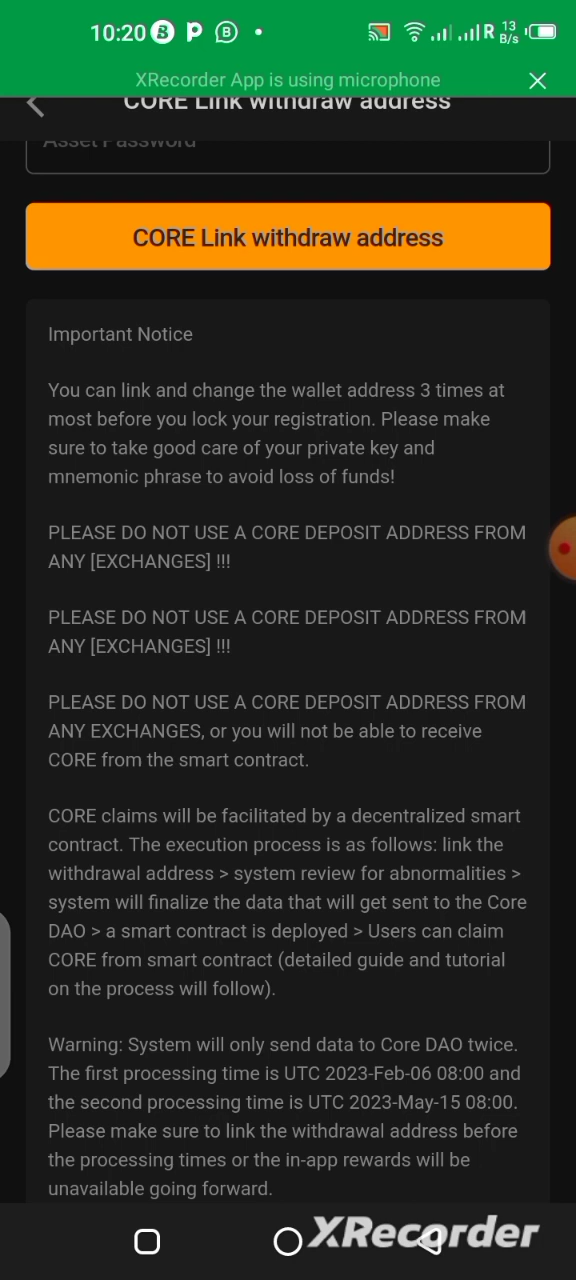 10:20
R 13 B/s
XRecorder App is using microphone
CORE Link withdraw address
Asset Password
CORE Link withdraw address
Important Notice
You can link and change the wallet address 3 times at
most before you lock your registration. Please make
sure to take good care of your private key and
mnemonic phrase to avoid loss of funds!
PLEASE DO NOT USE A CORE DEPOSIT ADDRESS FROM
ANY [EXCHANGES] !!!
PLEASE DO NOT USE A CORE DEPOSIT ADDRESS FROM
ANY [EXCHANGES] !!!
PLEASE DO NOT USE A CORE DEPOSIT ADDRESS FROM
ANY EXCHANGES, or you will not be able to receive
CORE from the smart contract.
CORE claims will be facilitated by a decentralized smart
contract. The execution process is as follows: link the
withdrawal address > system review for abnormalities >
system will finalize the data that will get sent to the Core
DAO > a smart contract is deployed > Users can claim
CORE from smart contract (detailed guide and tutorial
on the process will follow).
Warning: System will only send data to Core DAO twice.
The first processing time is UTC 2023-Feb-06 08:00 and
the second processing time is UTC 2023-May-15 08:00.
Please make sure to link the withdrawal address before
the processing times or the in-app rewards will be
unavailable going forward.
XRecorder